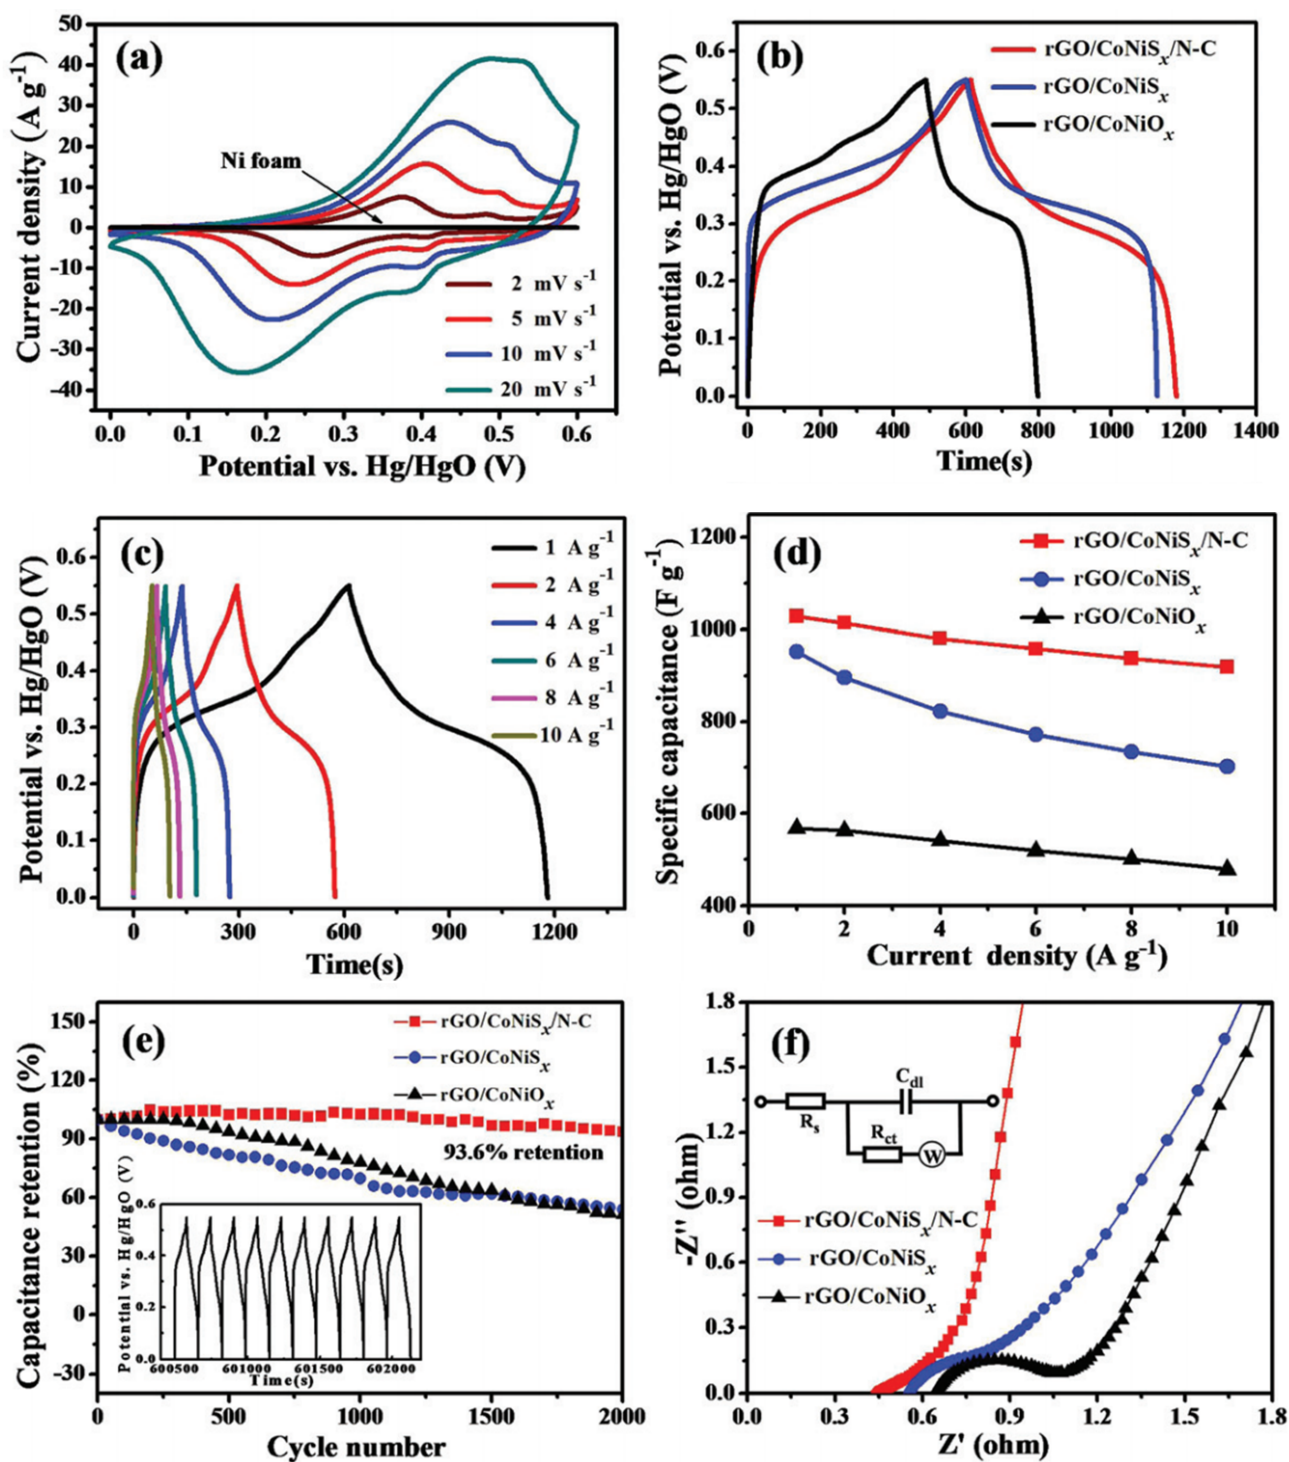 (a)
50
40
30
20
10
0
-10
-20
-30
-40
Current density (A g⁻¹)
Ni foam
2 mV s⁻¹
5 mV s⁻¹
10 mV s⁻¹
20 mV s⁻¹
0.0 0.1 0.2 0.3 0.4 0.5 0.6
Potential vs. Hg/HgO (V)
(b)
0.6
0.5
0.4
0.3
0.2
0.1
0.0
Potential vs. Hg/HgO (V)
rGO/CoNiSₓ/N-C
rGO/CoNiSₓ
rGO/CoNiOₓ
0 200 400 600 800 1000 1200 1400
Time(s)
(c)
0.6
0.5
0.4
0.3
0.2
0.1
0.0
Potential vs. Hg/HgO (V)
1 A g⁻¹
2 A g⁻¹
4 A g⁻¹
6 A g⁻¹
8 A g⁻¹
10 A g⁻¹
0 300 600 900 1200
Time(s)
(d)
1200
1000
800
600
400
Specific capacitance (F g⁻¹)
rGO/CoNiSₓ/N-C
rGO/CoNiSₓ
rGO/CoNiOₓ
0 2 4 6 8 10
Current density (A g⁻¹)
(e)
150
120
90
60
30
0
-30
Capacitance retention (%)
rGO/CoNiSₓ/N-C
rGO/CoNiSₓ
rGO/CoNiOₓ
93.6% retention
Potential vs. Hg/HgO (V)
0.6
0.4
0.2
0.0
600500 601000 601500 602000
Time(s)
0 500 1000 1500 2000
Cycle number
(f)
1.8
1.5
1.2
0.9
0.6
0.3
0.0
-Z'' (ohm)
C dl
R s
R ct
W
rGO/CoNiSₓ/N-C
rGO/CoNiSₓ
rGO/CoNiOₓ
0.0 0.3 0.6 0.9 1.2 1.5 1.8
Z' (ohm)